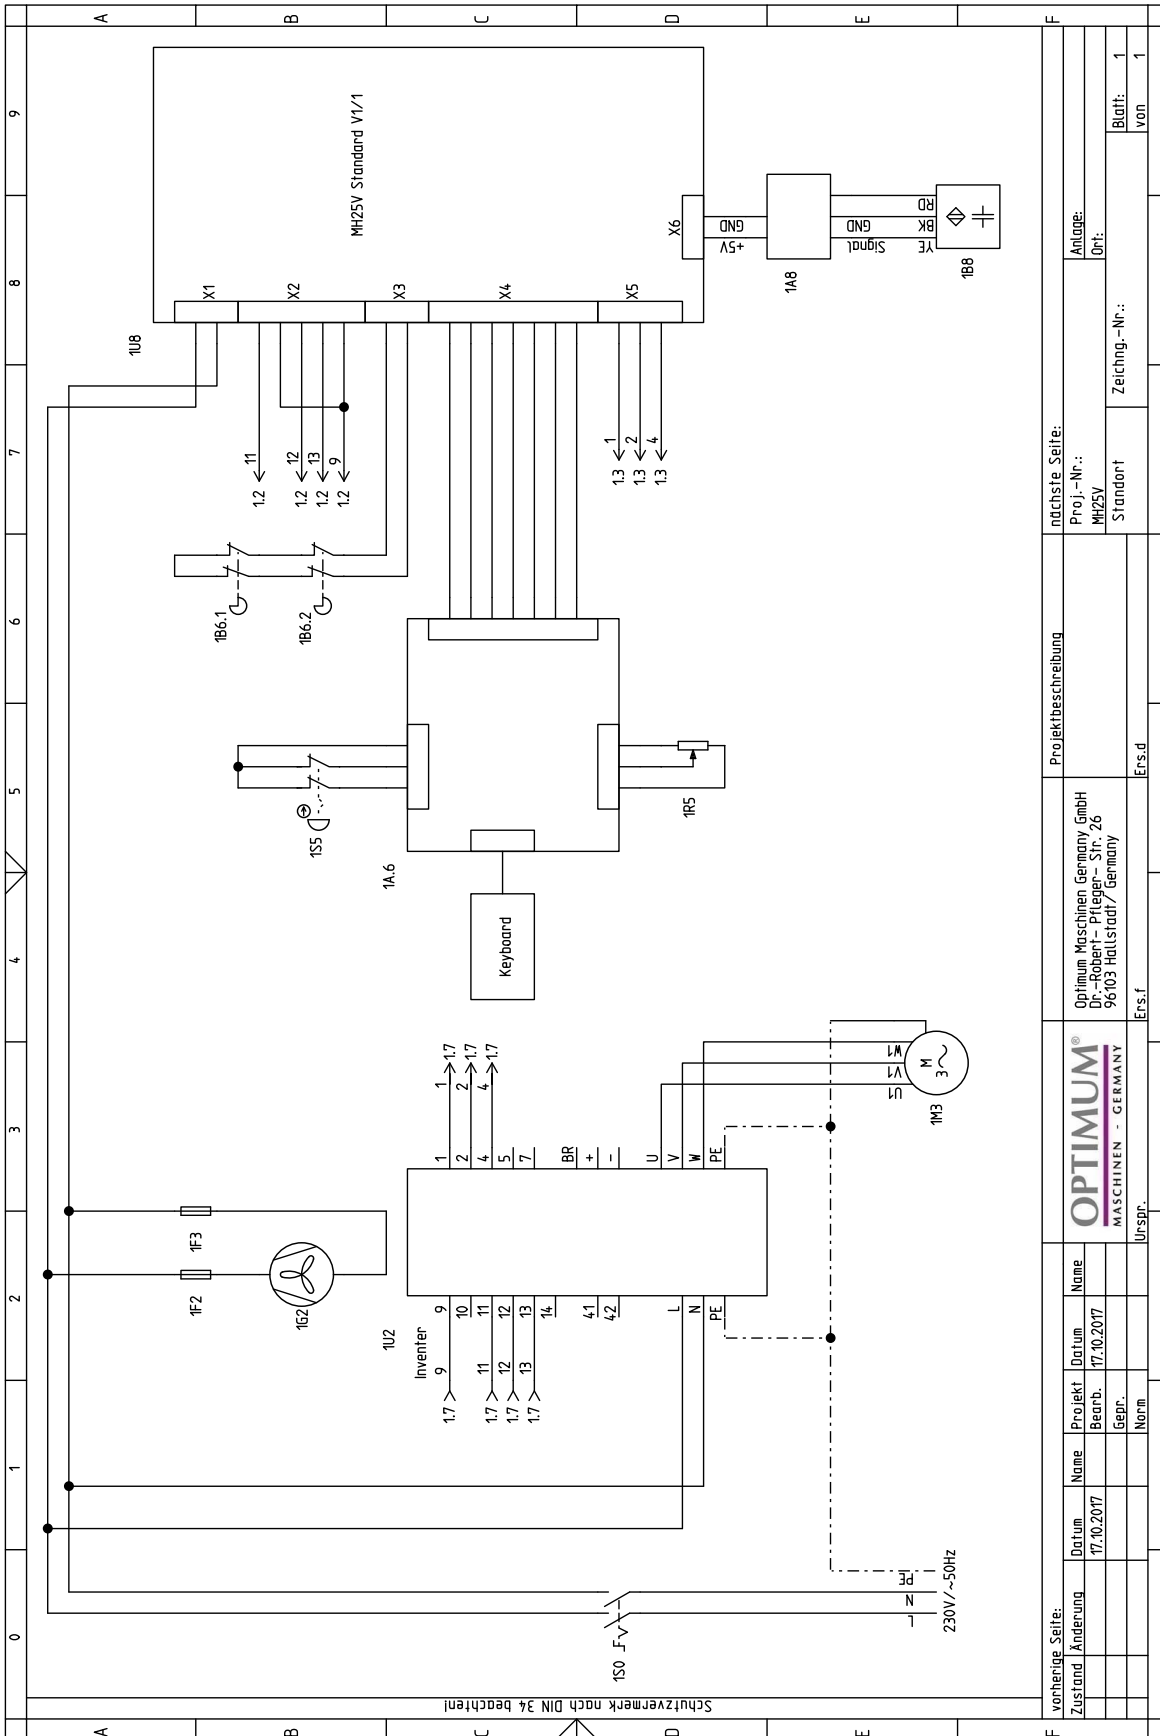 0 1 2 3 4 5 6 7 8 9
A
B
C
D
E
F
A
B
C
D
E
F
Schutzvermerk nach DIN 34 beachten!
1S0
L
N
PE
230V/~50Hz
1F2
1F3
1G2
1U2
Inventer
1.7 9 9
10
1.7 11 11
1.7 12 12
1.7 13 13
14
41
42
L
N
PE
1 1 1.7
2 2 1.7
4 4 1.7
5
7
BR
+
-
U
V
W
PE
U1
V1
W1
M
3~
1M3
Keyboard
1A.6
1S5
1R5
1B6.1
1B6.2
1.2 11
1.2 12
1.2 13
1.2 9
1.3 1
1.3 2
1.3 4
1U8
X1
X2
X3
X4
X5
X6
MH25V Standard V1/1
+5V
GND
1A8
Signal
GND
YE
BK
RD
1B8
vorherige Seite:
Zustand Änderung Datum Name Projekt Datum Name
17.10.2017 Bearb. 17.10.2017
Gepr.
Norm
Urspr.
OPTIMUM®
MASCHINEN - GERMANY
Optimum Maschinen Germany GmbH
Dr.-Robert- Pfleger- Str. 26
96103 Hallstadt/ Germany
Ers.f
Ers.d
Projektbeschreibung
nächste Seite:
Proj.-Nr.:
MH25V
Standort
Zeichng.-Nr.:
Anlage:
Ort:
Blatt: 1
von 1